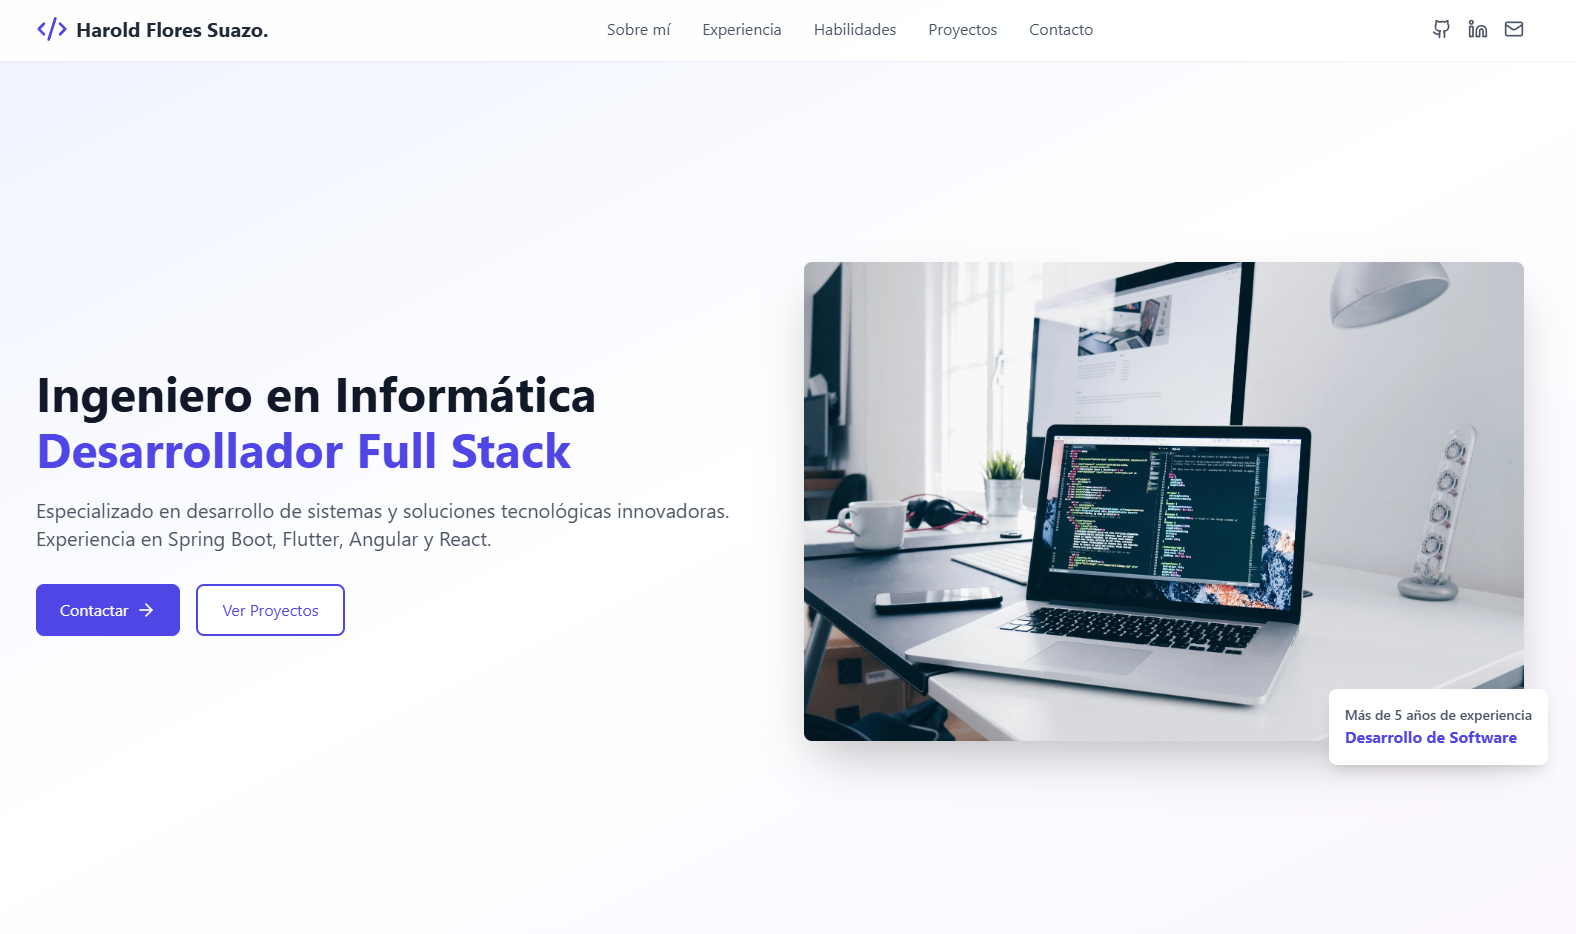 Harold Flores Suazo.
Sobre mí
Experiencia
Habilidades
Proyectos
Contacto
Ingeniero en Informática
Desarrollador Full Stack
Especializado en desarrollo de sistemas y soluciones tecnológicas innovadoras.
Experiencia en Spring Boot, Flutter, Angular y React.
Contactar
Ver Proyectos
Más de 5 años de experiencia
Desarrollo de Software